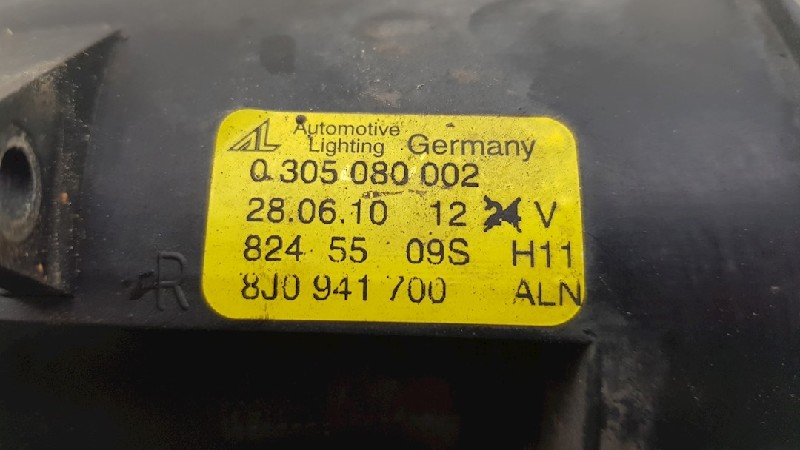 AL Automotive Lighting Germany
0 305 080 002
28.06.10 12 24 V
824 55 09S H11
R 8J0 941 700 ALN